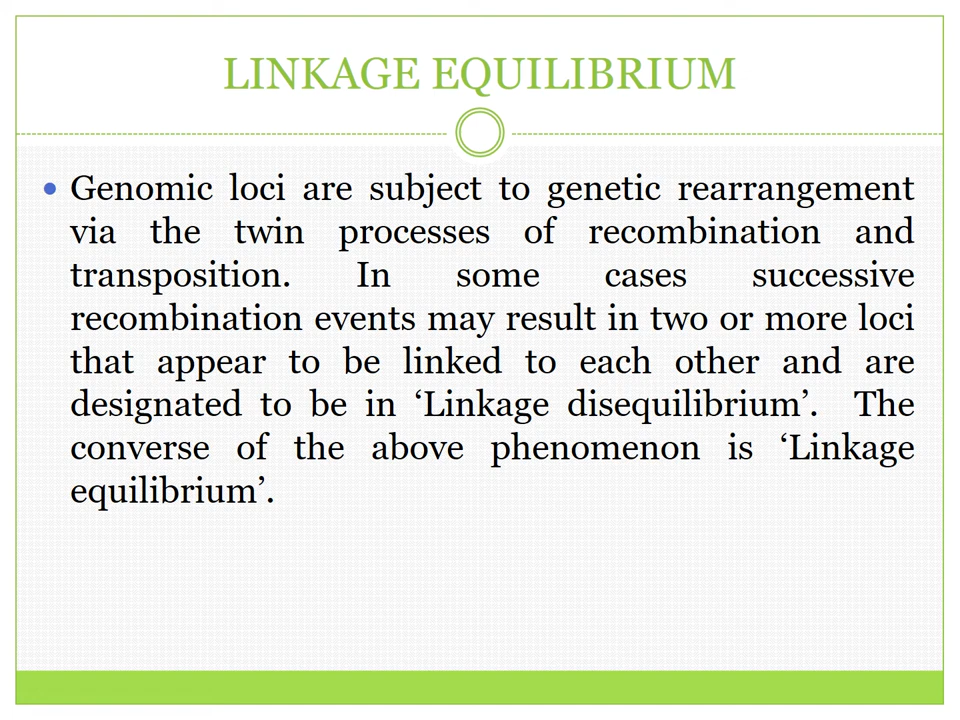 LINKAGE EQUILIBRIUM
• Genomic loci are subject to genetic rearrangement
via the twin processes of recombination and
transposition. In some cases successive
recombination events may result in two or more loci
that appear to be linked to each other and are
designated to be in ‘Linkage disequilibrium’. The
converse of the above phenomenon is ‘Linkage
equilibrium’.